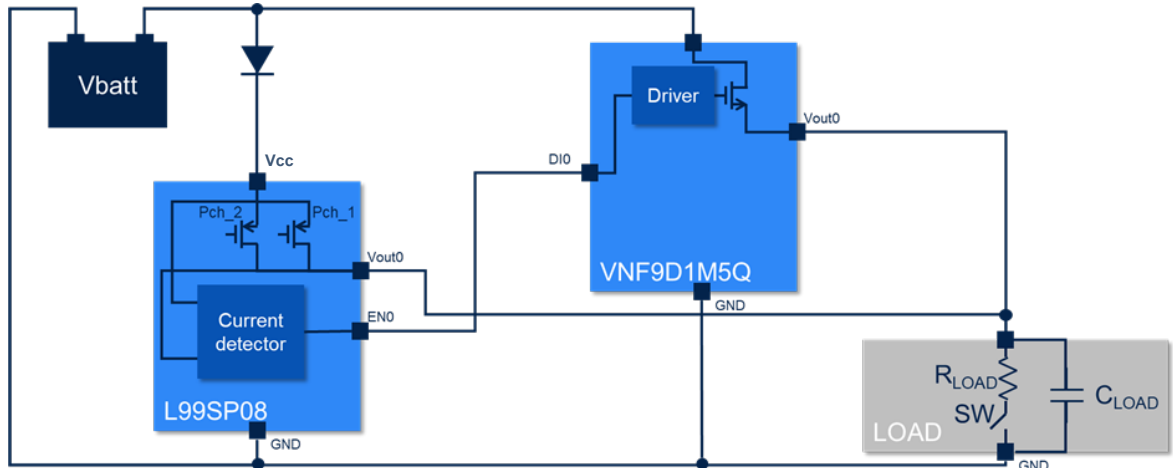 Vbatt
Vcc
Pch_2
Pch_1
Vout0
Current
detector
EN0
L99SP08
GND
Driver
DI0
Vout0
VNF9D1M5Q
GND
RLOAD
SW
CLOAD
LOAD
GND